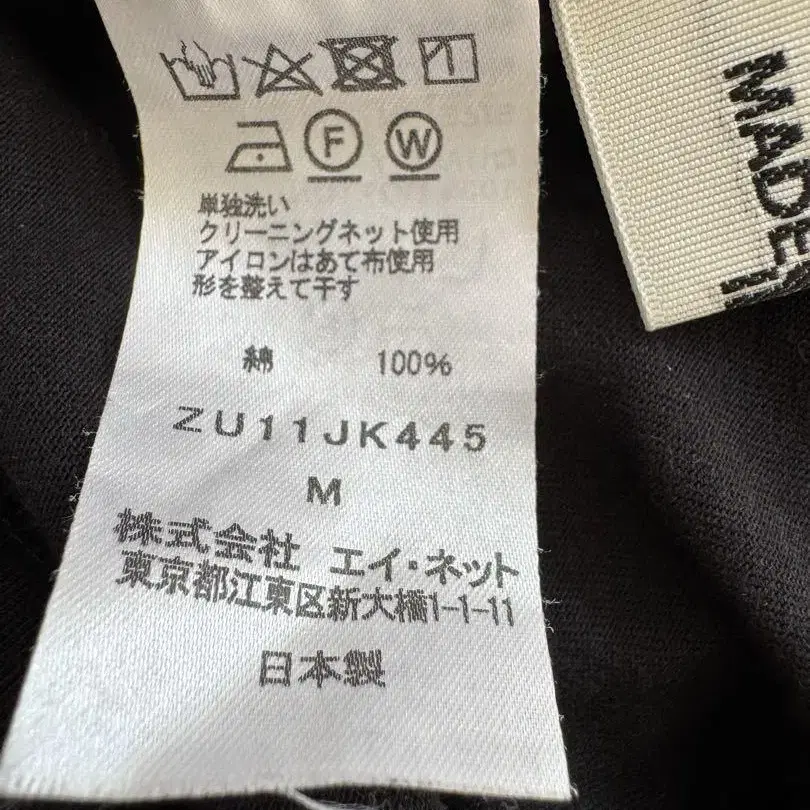 F W
単独洗い
クリーニングネット使用
アイロンはあて布使用
形を整えて干す
綿 100%
ZU11JK445
M
株式会社 エイ・ネット
東京都江東区新大橋1-1-11
日本製
MADE